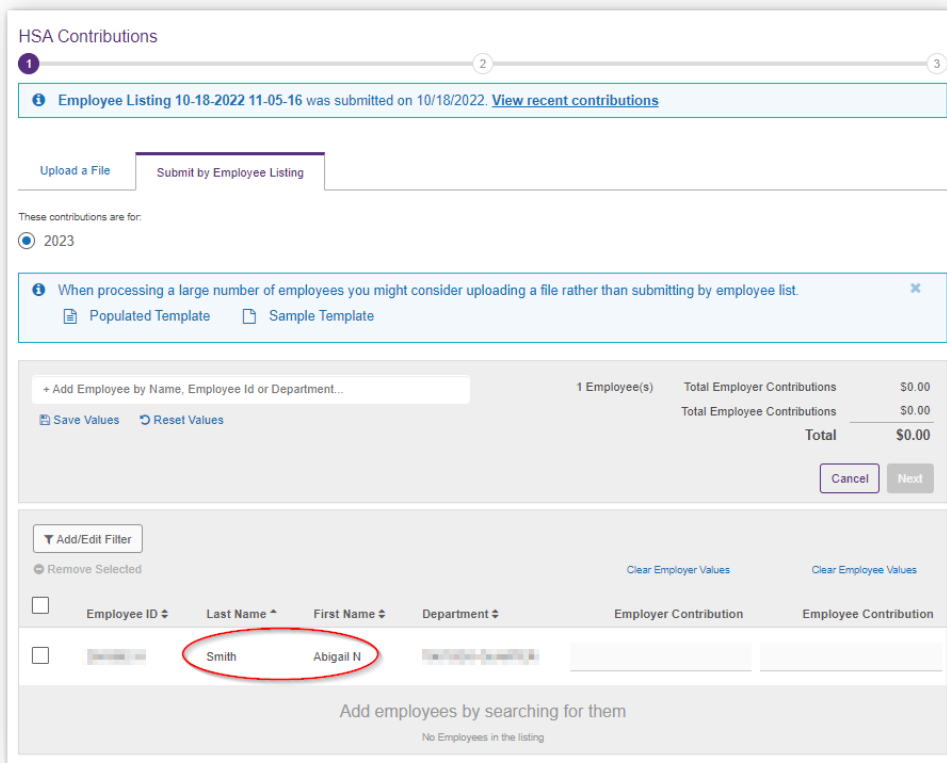 HSA Contributions
1 2 3
Employee Listing 10-18-2022 11-05-16 was submitted on 10/18/2022. View recent contributions
Upload a File Submit by Employee Listing
These contributions are for:
2023
When processing a large number of employees you might consider uploading a file rather than submitting by employee list.
Populated Template Sample Template
+ Add Employee by Name, Employee Id or Department... 1 Employee(s) Total Employer Contributions $0.00
Save Values Reset Values Total Employee Contributions $0.00
Total $0.00
Cancel Next
Add/Edit Filter
Remove Selected Clear Employer Values Clear Employee Values
Employee ID Last Name First Name Department Employer Contribution Employee Contribution
Smith Abigail N
Add employees by searching for them
No Employees in the listing